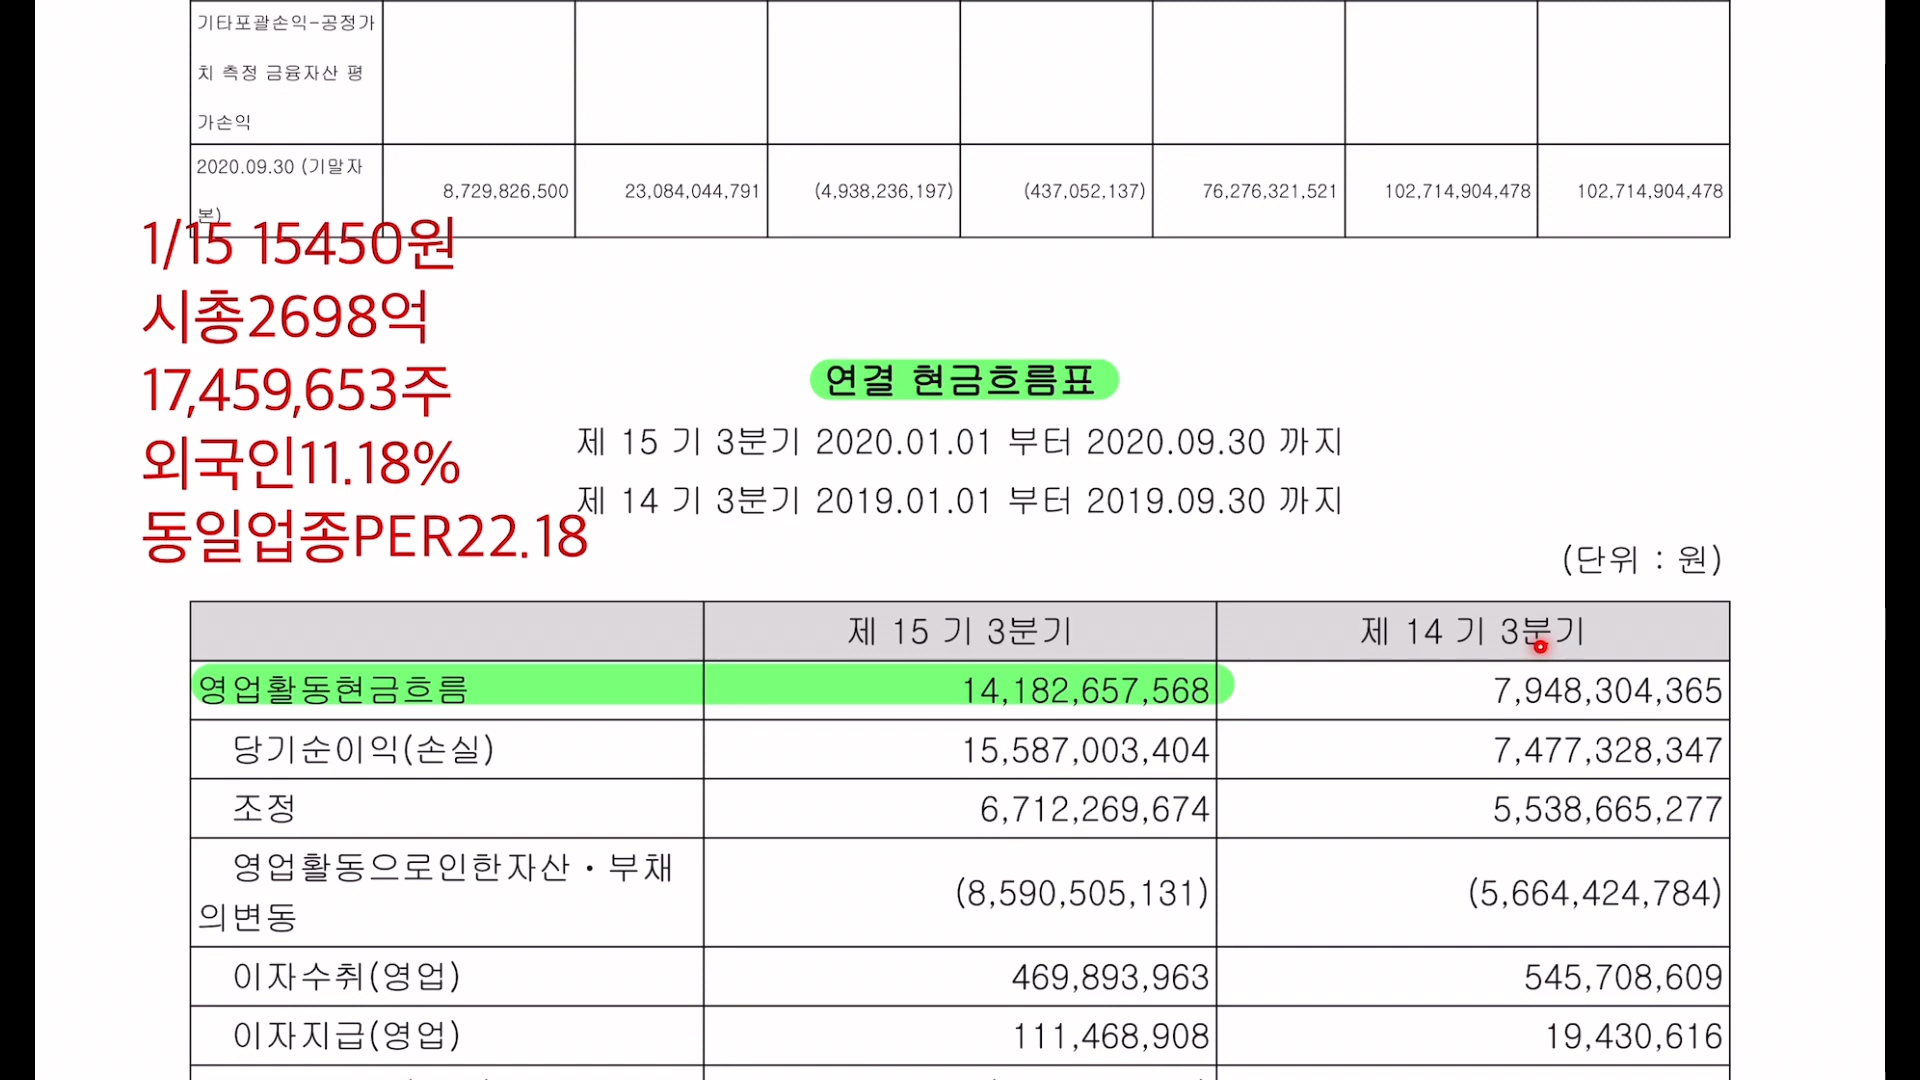 기타포괄손익-공정가
치 측정 금융자산 평
가손익
2020.09.30 (기말자
본)
8,729,826,500
23,084,044,791
(4,938,236,197)
(437,052,137)
76,276,321,521
102,714,904,478
102,714,904,478
1/15 15450원
시총2698억
17,459,653주
외국인11.18%
동일업종PER22.18
연결 현금흐름표
제 15 기 3분기 2020.01.01 부터 2020.09.30 까지
제 14 기 3분기 2019.01.01 부터 2019.09.30 까지
(단위 : 원)
제 15 기 3분기
제 14 기 3분기
영업활동현금흐름
14,182,657,568
7,948,304,365
당기순이익(손실)
15,587,003,404
7,477,328,347
조정
6,712,269,674
5,538,665,277
영업활동으로인한자산·부채
의변동
(8,590,505,131)
(5,664,424,784)
이자수취(영업)
469,893,963
545,708,609
이자지급(영업)
111,468,908
19,430,616